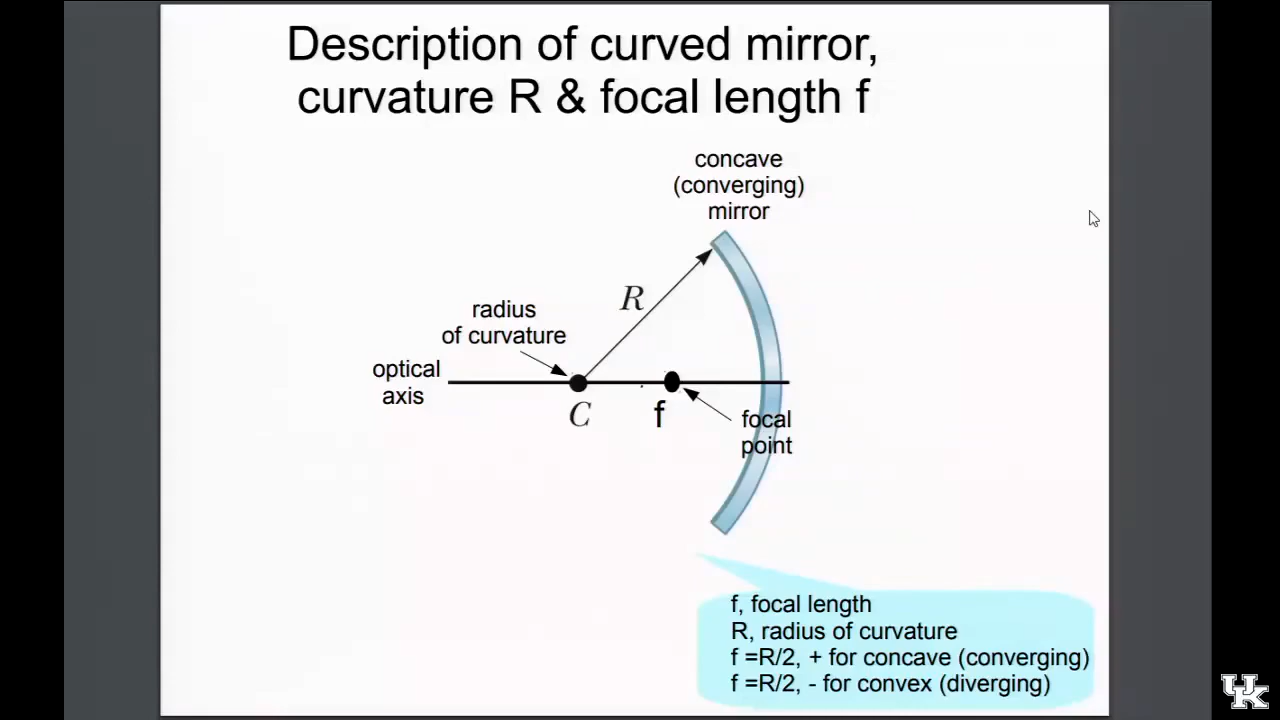 Description of curved mirror,
curvature R & focal length f
concave
(converging)
mirror
R
radius
of curvature
optical
axis
C
f
focal
point
f, focal length
R, radius of curvature
f =R/2, + for concave (converging)
f =R/2, - for convex (diverging)
UK